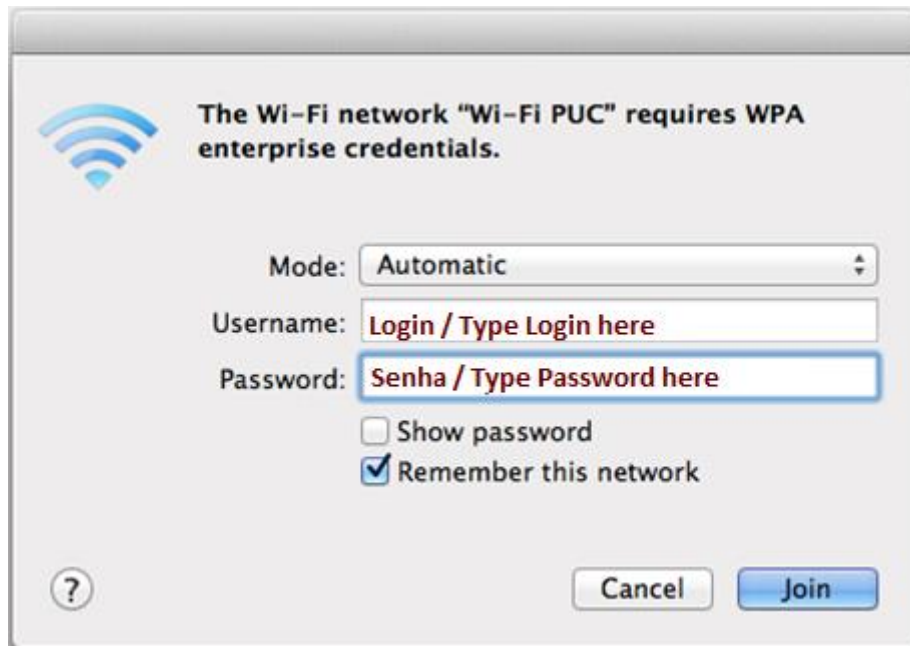 The Wi-Fi network “Wi-Fi PUC” requires WPA
enterprise credentials.
Mode: Automatic
Username: Login / Type Login here
Password: Senha / Type Password here
Show password
Remember this network
? Cancel Join